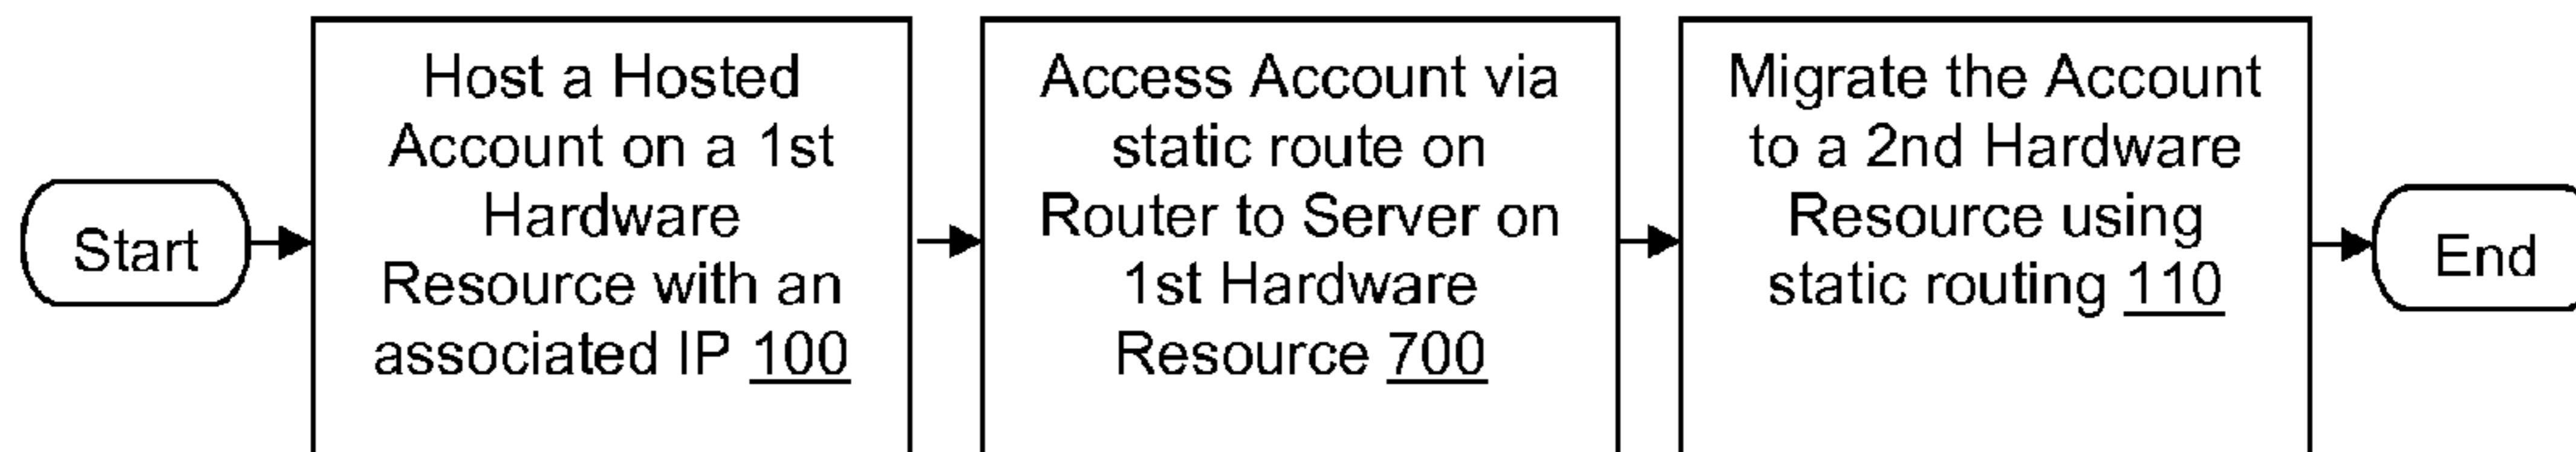 Start
Host a Hosted
Account on a 1st
Hardware
Resource with an
associated IP 100
Access Account via
static route on
Router to Server on
1st Hardware
Resource 700
Migrate the Account
to a 2nd Hardware
Resource using
static routing 110
End